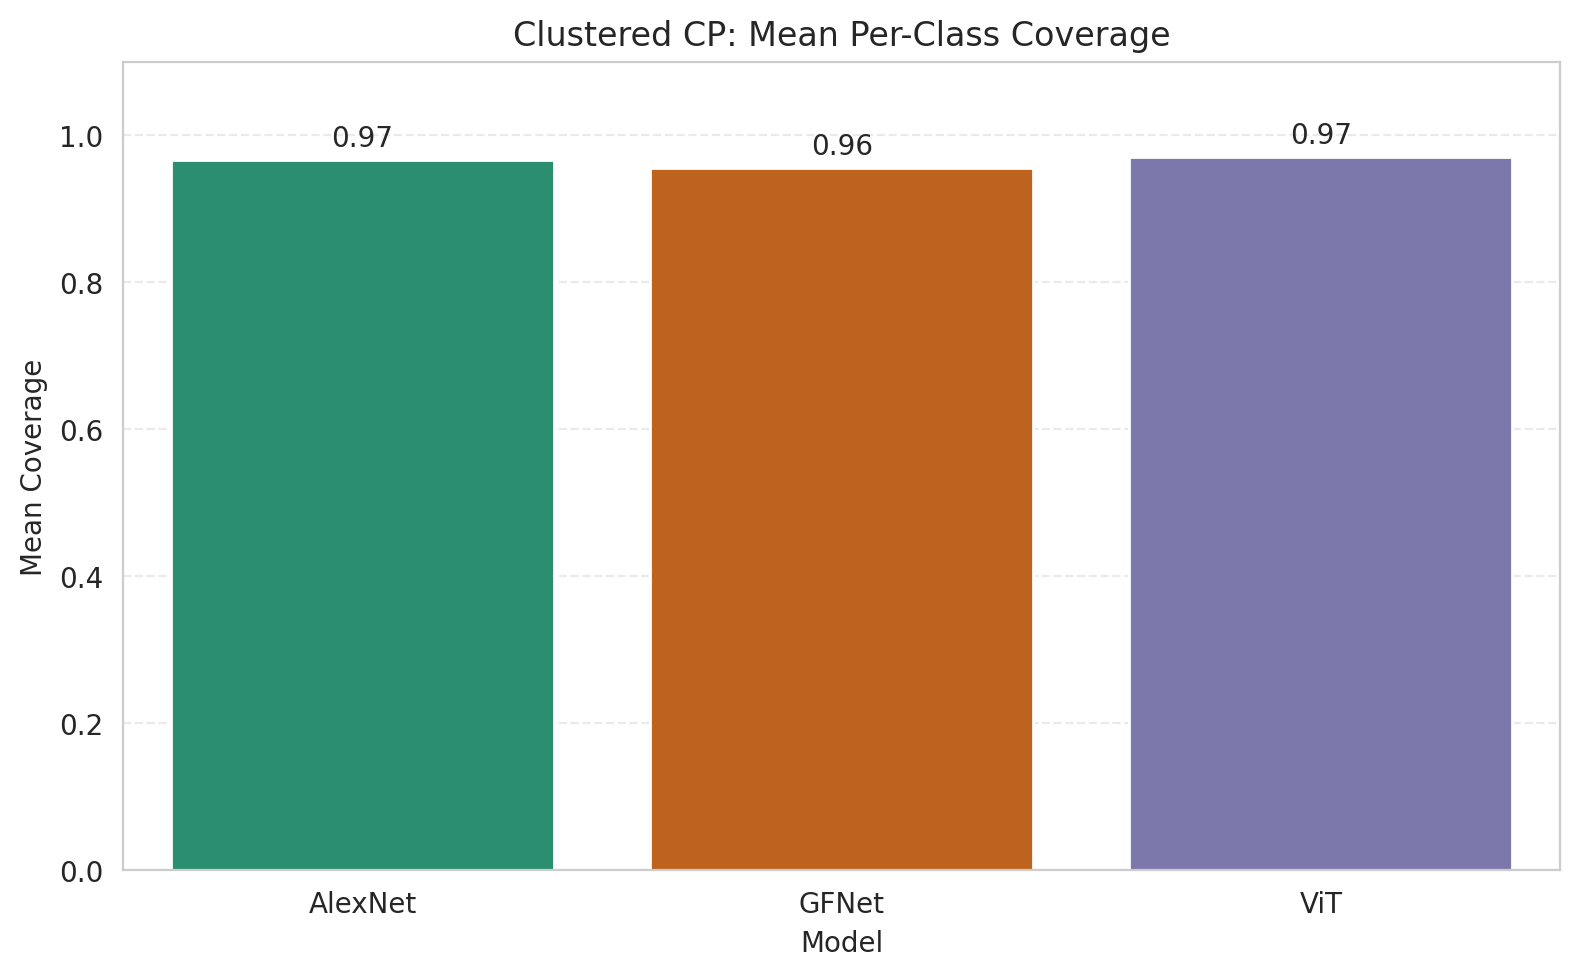 Clustered CP: Mean Per-Class Coverage
Mean Coverage
1.0
0.8
0.6
0.4
0.2
0.0
0.97
0.96
0.97
AlexNet
GFNet
ViT
Model